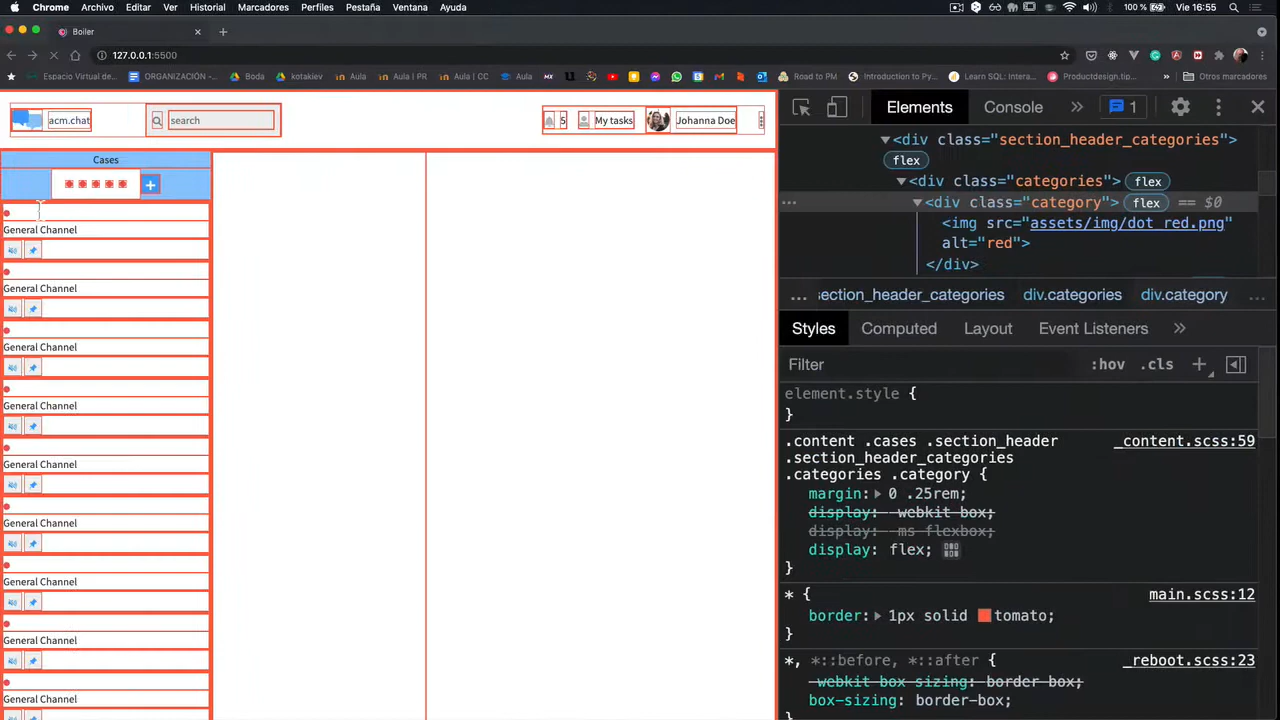 Chrome Archivo Editar Ver Historial Marcadores Perfiles Pestaña Ventana Ayuda 100 % Vie 16:55
Boiler
127.0.0.1:5500
Espacio Virtual de... ORGANIZACIÓN -... Boda kotakiev Aula Aula | PR Aula | CC Aula Road to PM Introduction to Py... Learn SQL: Intera... Productdesign.tip... Otros marcadores
acm.chat search 5 My tasks Johanna Doe
Cases
General Channel
General Channel
General Channel
General Channel
General Channel
General Channel
General Channel
General Channel
General Channel
Elements Console 1
<div class="section_header_categories">
flex
<div class="categories"> flex
<div class="category"> flex == $0
<img src="assets/img/dot_red.png"
alt="red">
</div>
... section_header_categories div.categories div.category ...
Styles Computed Layout Event Listeners
Filter :hov .cls
element.style {
}
.content .cases .section_header _content.scss:59
.section_header_categories
.categories .category {
margin: 0 .25rem;
display: -webkit-box;
display: -ms-flexbox;
display: flex;
}
* { main.scss:12
border: 1px solid tomato;
}
*, *::before, *::after { _reboot.scss:23
-webkit-box-sizing: border-box;
box-sizing: border-box;